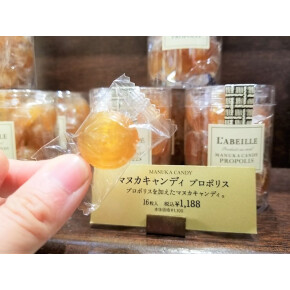 L'ABEILLE
MANUKA CANDY
PROPOLIS
MANUKA CANDY
マヌカキャンディ プロポリス
プロポリスを加えたマヌカキャンディ。
16粒入 税込¥1,188